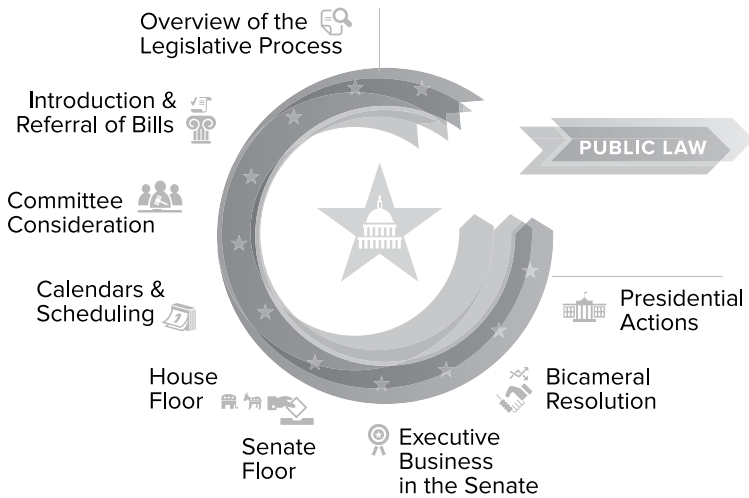 Overview of the
Legislative Process
Introduction &
Referral of Bills
Committee
Consideration
Calendars &
Scheduling
House
Floor
Senate
Floor
Executive
Business
in the Senate
Bicameral
Resolution
Presidential
Actions
PUBLIC LAW